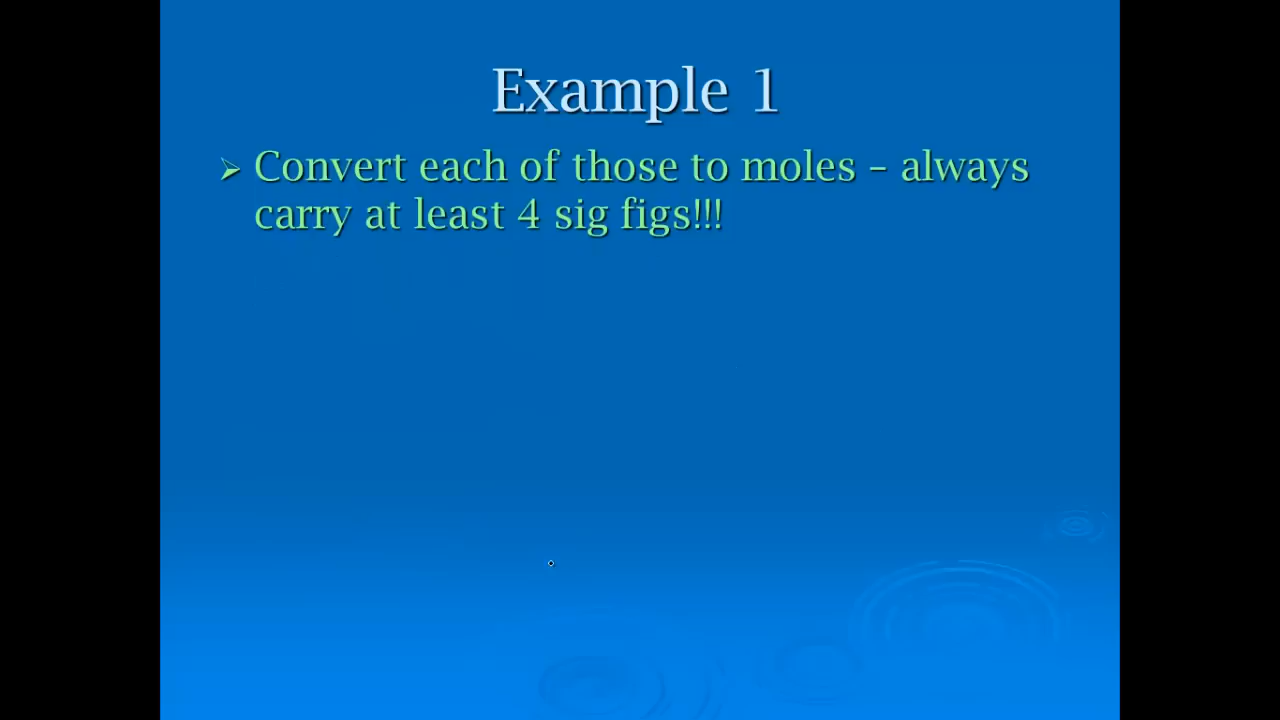 Example 1
Convert each of those to moles – always
carry at least 4 sig figs!!!